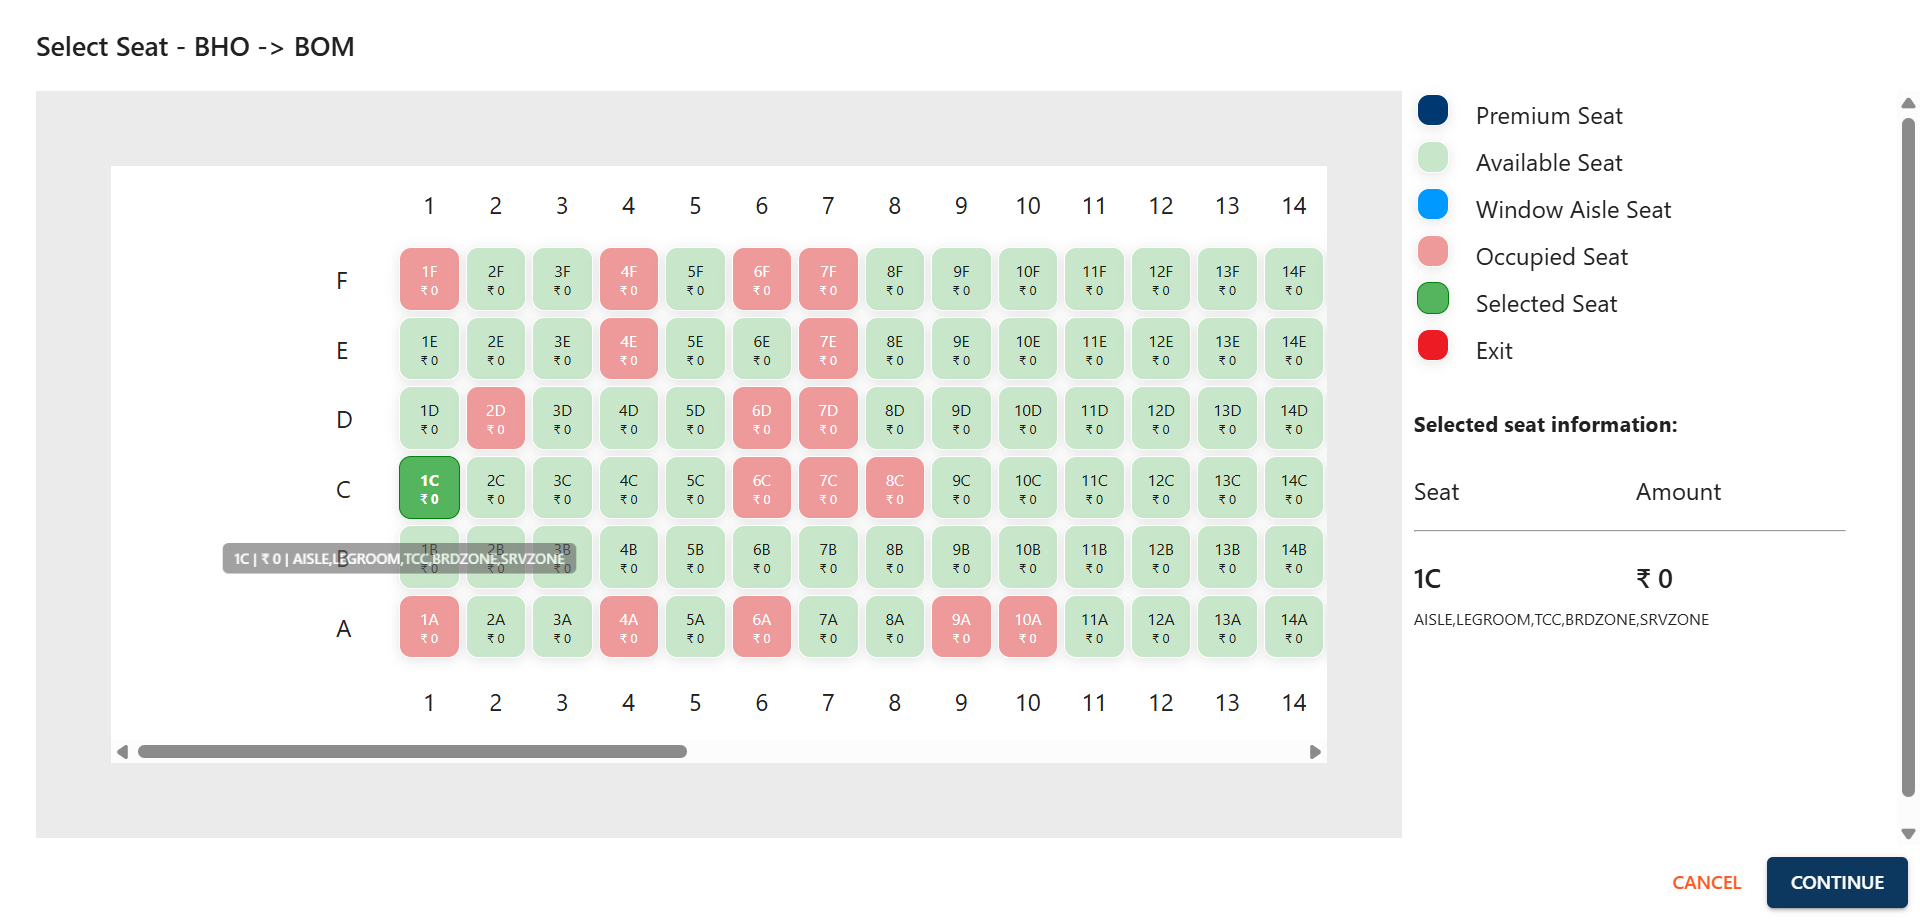 Select Seat - BHO -> BOM
1 2 3 4 5 6 7 8 9 10 11 12 13 14
F 1F 2F 3F 4F 5F 6F 7F 8F 9F 10F 11F 12F 13F 14F
₹ 0 ₹ 0 ₹ 0 ₹ 0 ₹ 0 ₹ 0 ₹ 0 ₹ 0 ₹ 0 ₹ 0 ₹ 0 ₹ 0 ₹ 0 ₹ 0
E 1E 2E 3E 4E 5E 6E 7E 8E 9E 10E 11E 12E 13E 14E
₹ 0 ₹ 0 ₹ 0 ₹ 0 ₹ 0 ₹ 0 ₹ 0 ₹ 0 ₹ 0 ₹ 0 ₹ 0 ₹ 0 ₹ 0 ₹ 0
D 1D 2D 3D 4D 5D 6D 7D 8D 9D 10D 11D 12D 13D 14D
₹ 0 ₹ 0 ₹ 0 ₹ 0 ₹ 0 ₹ 0 ₹ 0 ₹ 0 ₹ 0 ₹ 0 ₹ 0 ₹ 0 ₹ 0 ₹ 0
C 1C 2C 3C 4C 5C 6C 7C 8C 9C 10C 11C 12C 13C 14C
₹ 0 ₹ 0 ₹ 0 ₹ 0 ₹ 0 ₹ 0 ₹ 0 ₹ 0 ₹ 0 ₹ 0 ₹ 0 ₹ 0 ₹ 0 ₹ 0
B 1B 2B 3B 4B 5B 6B 7B 8B 9B 10B 11B 12B 13B 14B
1C | ₹ 0 | AISLE,LEGROOM,TCC,BRDZONE,SRVZONE
₹ 0 ₹ 0 ₹ 0 ₹ 0 ₹ 0 ₹ 0 ₹ 0 ₹ 0 ₹ 0 ₹ 0 ₹ 0 ₹ 0 ₹ 0 ₹ 0
A 1A 2A 3A 4A 5A 6A 7A 8A 9A 10A 11A 12A 13A 14A
₹ 0 ₹ 0 ₹ 0 ₹ 0 ₹ 0 ₹ 0 ₹ 0 ₹ 0 ₹ 0 ₹ 0 ₹ 0 ₹ 0 ₹ 0 ₹ 0
1 2 3 4 5 6 7 8 9 10 11 12 13 14
Premium Seat
Available Seat
Window Aisle Seat
Occupied Seat
Selected Seat
Exit
Selected seat information:
Seat Amount
1C ₹ 0
AISLE,LEGROOM,TCC,BRDZONE,SRVZONE
CANCEL CONTINUE